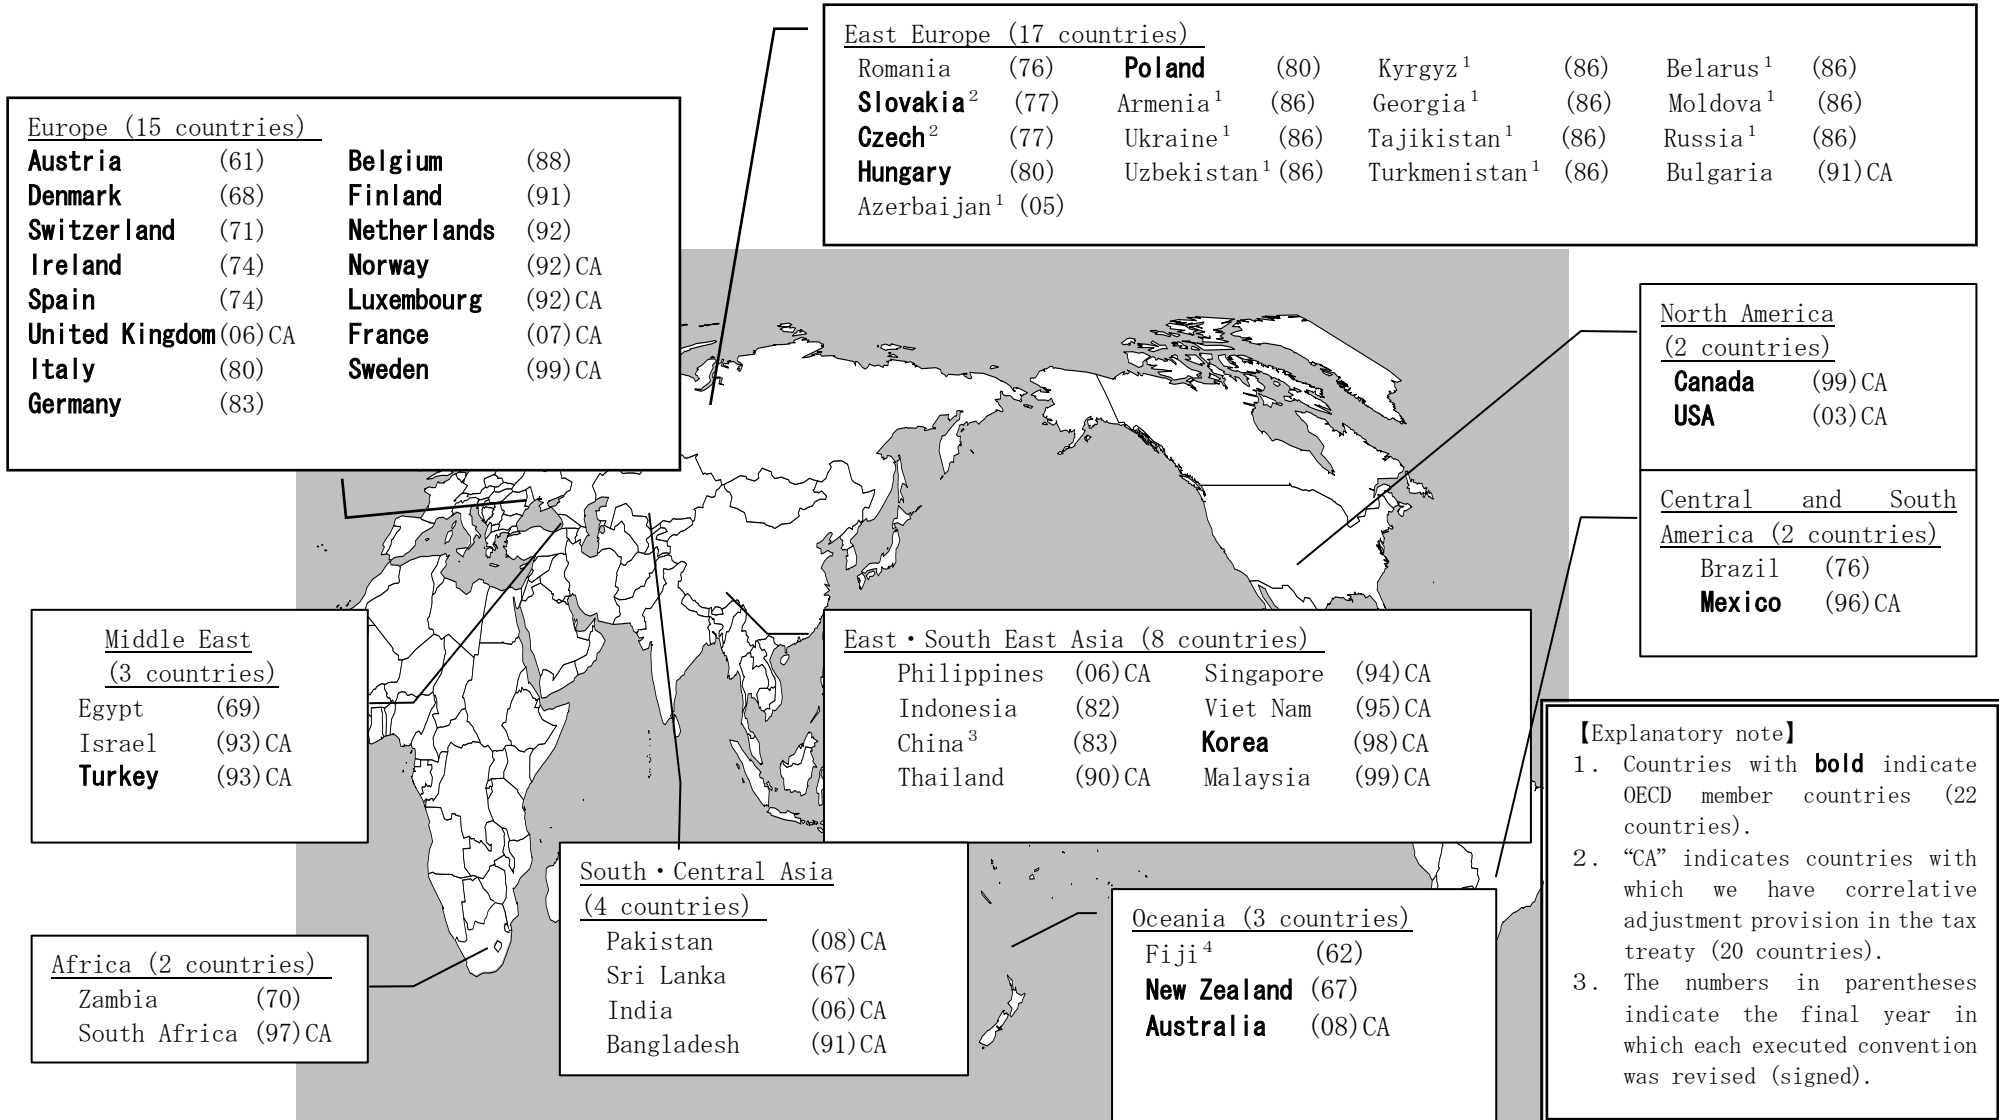 East Europe (17 countries)
Romania (76) Poland (80) Kyrgyz¹ (86) Belarus¹ (86)
Slovakia² (77) Armenia¹ (86) Georgia¹ (86) Moldova¹ (86)
Czech² (77) Ukraine¹ (86) Tajikistan¹ (86) Russia¹ (86)
Hungary (80) Uzbekistan¹ (86) Turkmenistan¹ (86) Bulgaria (91)CA
Azerbaijan¹ (05)
Europe (15 countries)
Austria (61) Belgium (88)
Denmark (68) Finland (91)
Switzerland (71) Netherlands (92)
Ireland (74) Norway (92)CA
Spain (74) Luxembourg (92)CA
United Kingdom (06)CA France (07)CA
Italy (80) Sweden (99)CA
Germany (83)
North America
(2 countries)
Canada (99)CA
USA (03)CA
Central and South
America (2 countries)
Brazil (76)
Mexico (96)CA
Middle East
(3 countries)
Egypt (69)
Israel (93)CA
Turkey (93)CA
East・South East Asia (8 countries)
Philippines (06)CA Singapore (94)CA
Indonesia (82) Viet Nam (95)CA
China³ (83) Korea (98)CA
Thailand (90)CA Malaysia (99)CA
South・Central Asia
(4 countries)
Pakistan (08)CA
Sri Lanka (67)
India (06)CA
Bangladesh (91)CA
Africa (2 countries)
Zambia (70)
South Africa (97)CA
Oceania (3 countries)
Fiji⁴ (62)
New Zealand (67)
Australia (08)CA
【Explanatory note】
1. Countries with bold indicate
OECD member countries (22
countries).
2. “CA” indicates countries with
which we have correlative
adjustment provision in the tax
treaty (20 countries).
3. The numbers in parentheses
indicate the final year in
which each executed convention
was revised (signed).